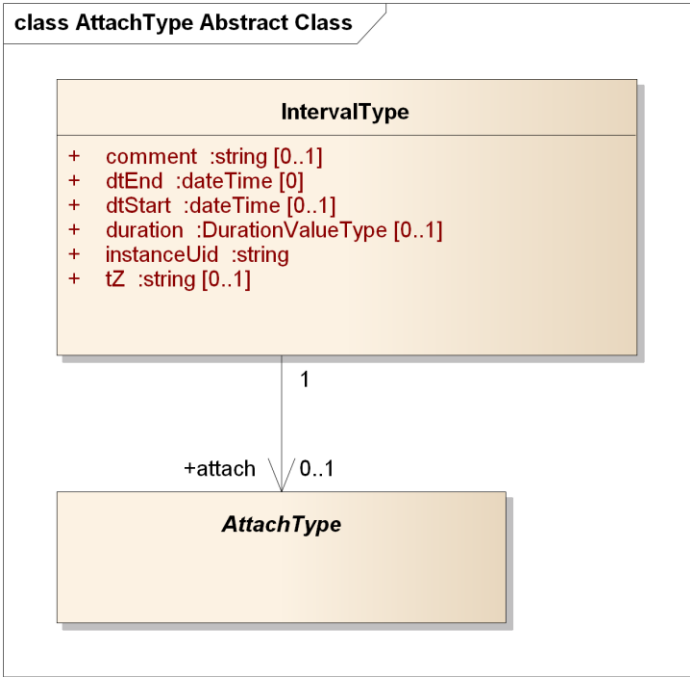 class AttachType Abstract Class
IntervalType
+ comment :string [0..1]
+ dtEnd :dateTime [0]
+ dtStart :dateTime [0..1]
+ duration :DurationValueType [0..1]
+ instanceUid :string
+ tZ :string [0..1]
1
+attach 0..1
AttachType